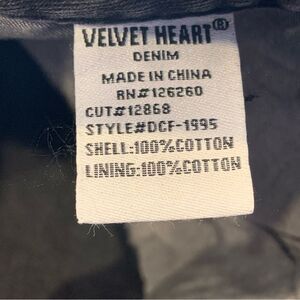 VELVET HEART®
DENIM
MADE IN CHINA
RN#126260
CUT#12868
STYLE#DCF-1995
SHELL:100%COTTON
LINING:100%COTTON